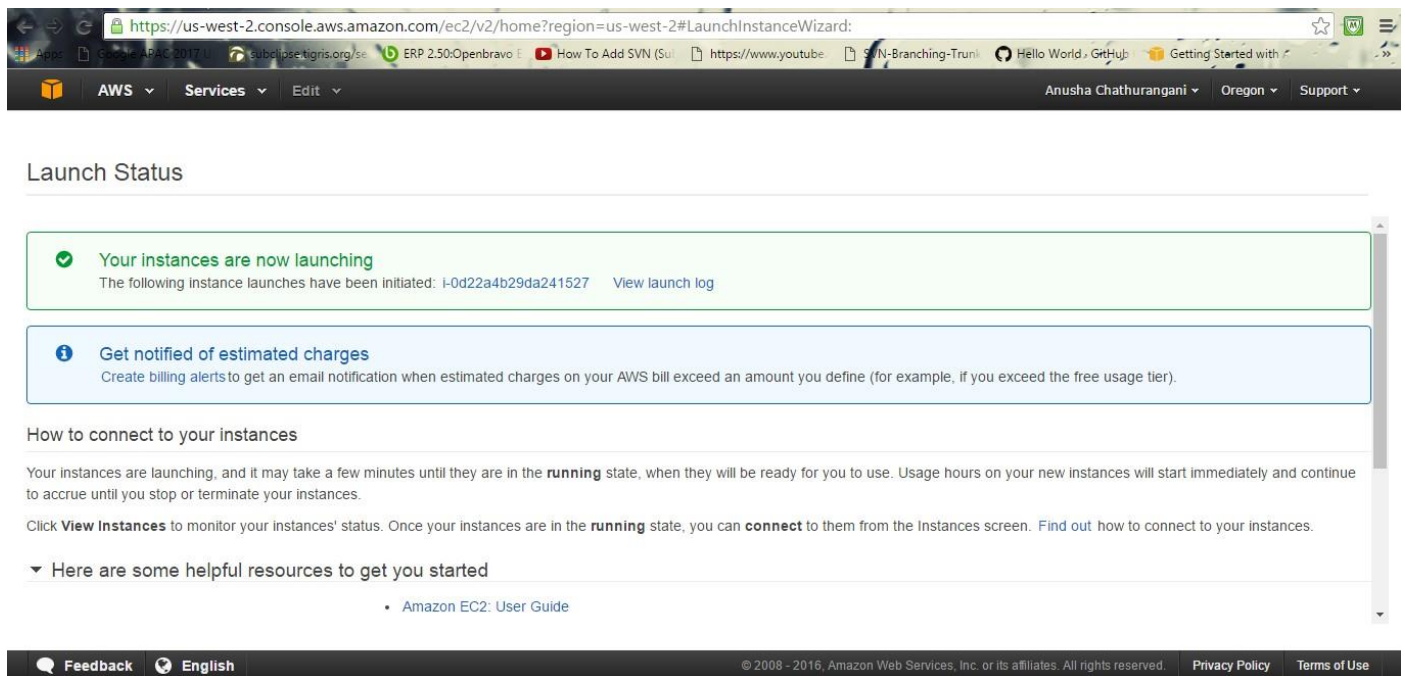 https://us-west-2.console.aws.amazon.com/ec2/v2/home?region=us-west-2#LaunchInstanceWizard:
Apps Google APAC 2017 subclipse.tigris.org/se ERP 2.50:Openbravo E How To Add SVN (Su https://www.youtube. SVN-Branching-Trun Hello World · GitHub Getting Started with »
AWS Services Edit Anusha Chathurangani Oregon Support
Launch Status
Your instances are now launching
The following instance launches have been initiated: i-0d22a4b29da241527 View launch log
Get notified of estimated charges
Create billing alerts to get an email notification when estimated charges on your AWS bill exceed an amount you define (for example, if you exceed the free usage tier).
How to connect to your instances
Your instances are launching, and it may take a few minutes until they are in the running state, when they will be ready for you to use. Usage hours on your new instances will start immediately and continue
to accrue until you stop or terminate your instances.
Click View Instances to monitor your instances' status. Once your instances are in the running state, you can connect to them from the Instances screen. Find out how to connect to your instances.
Here are some helpful resources to get you started
• Amazon EC2: User Guide
Feedback English © 2008 - 2016, Amazon Web Services, Inc. or its affiliates. All rights reserved. Privacy Policy Terms of Use